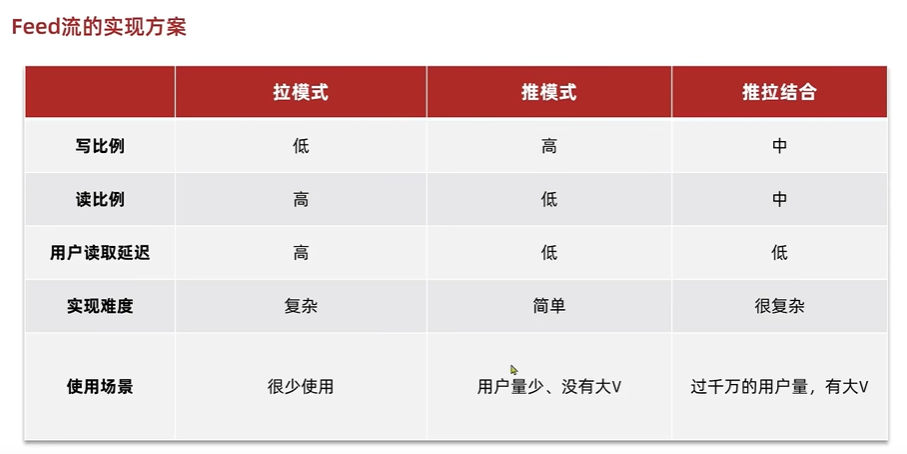 Feed流的实现方案
拉模式 推模式 推拉结合
写比例 低 高 中
读比例 高 低 中
用户读取延迟 高 低 低
实现难度 复杂 简单 很复杂
使用场景 很少使用 用户量少、没有大V 过千万的用户量，有大V